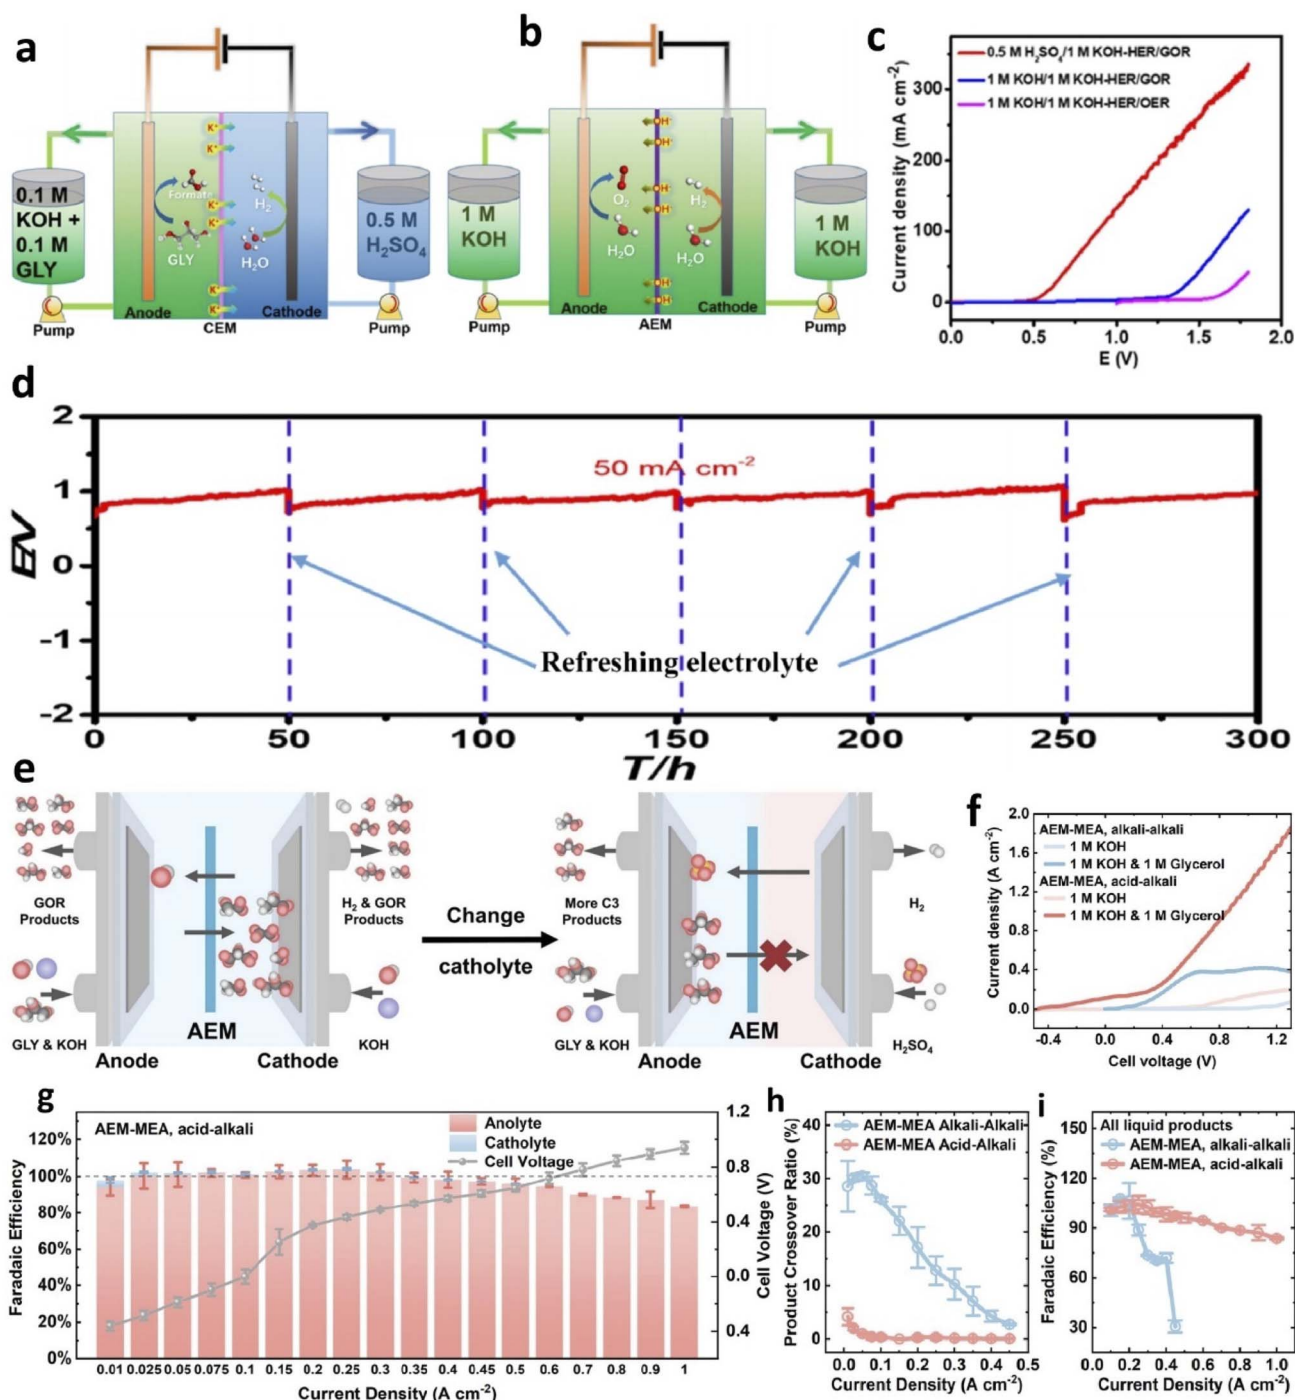 a
K⁺
K⁺
K⁺
K⁺
K⁺
K⁺
Formate
GLY
H₂
H₂O
0.1 M
KOH +
0.1 M
GLY
0.5 M
H₂SO₄
Pump
Anode
CEM
Cathode
Pump
b
OH⁻
OH⁻
OH⁻
OH⁻
OH⁻
OH⁻
O₂
H₂O
H₂
H₂O
1 M
KOH
1 M
KOH
Pump
Anode
AEM
Cathode
Pump
c
0.5 M H₂SO₄/1 M KOH-HER/GOR
1 M KOH/1 M KOH-HER/GOR
1 M KOH/1 M KOH-HER/OER
Current density (mA cm⁻²)
300
200
100
0
0.0 0.5 1.0 1.5 2.0
E (V)
d
2
1
0
-1
-2
E/V
50 mA cm⁻²
Refreshing electrolyte
0 50 100 150 200 250 300
T/h
e
GOR
Products
H₂ & GOR
Products
GLY & KOH
KOH
AEM
Anode
Cathode
Change
catholyte
More C3
Products
H₂
GLY & KOH
H₂SO₄
AEM
Anode
Cathode
f
AEM-MEA, alkali-alkali
1 M KOH
1 M KOH & 1 M Glycerol
AEM-MEA, acid-alkali
1 M KOH
1 M KOH & 1 M Glycerol
Current density (A cm⁻²)
2.0
1.6
1.2
0.8
0.4
0.0
-0.4 0.0 0.4 0.8 1.2
Cell voltage (V)
g
AEM-MEA, acid-alkali
Anolyte
Catholyte
Cell Voltage
Faradaic Efficiency
120%
100%
80%
60%
40%
20%
0%
1.2
0.8
0.4
0.0
0.4
Cell Voltage (V)
0.01 0.025 0.05 0.075 0.1 0.15 0.2 0.25 0.3 0.35 0.4 0.45 0.5 0.6 0.7 0.8 0.9 1
Current Density (A cm⁻²)
h
AEM-MEA Alkali-Alkali
AEM-MEA Acid-Alkali
Product Crossover Ratio (%)
40
30
20
10
0
0.0 0.1 0.2 0.3 0.4 0.5
Current Density (A cm⁻²)
i
All liquid products
AEM-MEA, alkali-alkali
AEM-MEA, acid-alkali
Faradaic Efficiency (%)
150
120
90
60
30
0.0 0.2 0.4 0.6 0.8 1.0
Current Density (A cm⁻²)